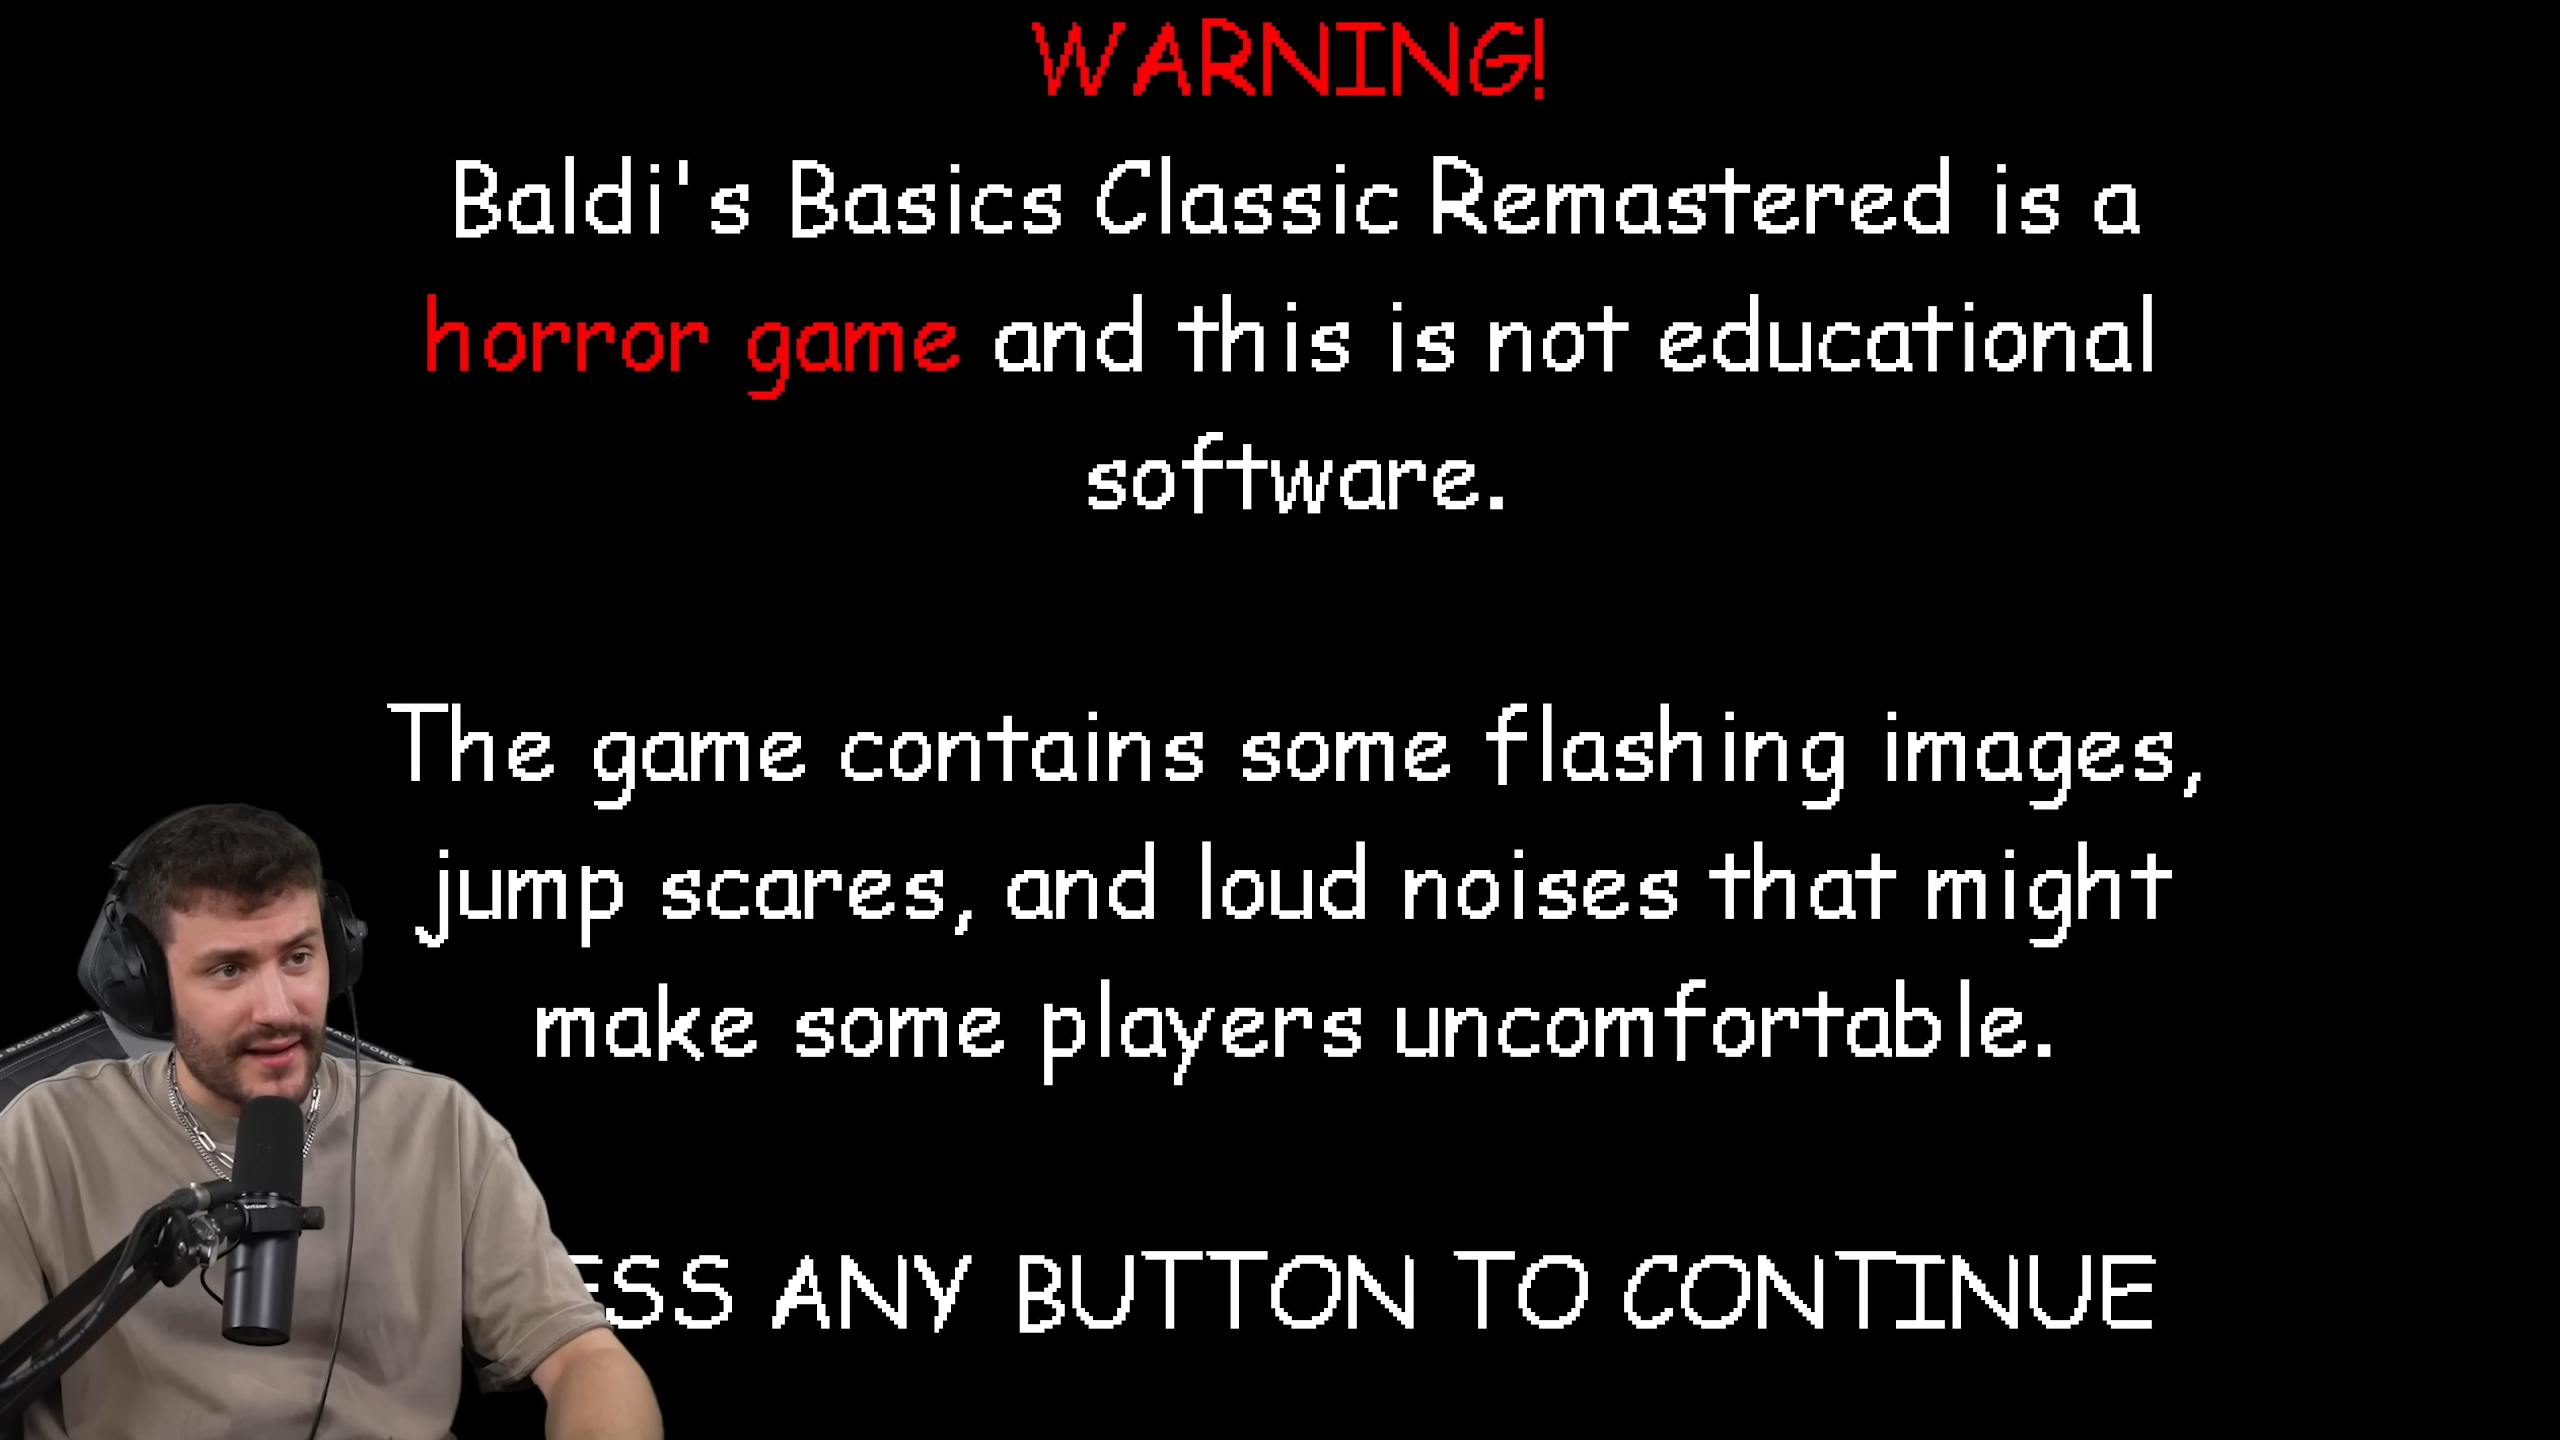 WARNING!
Baldi's Basics Classic Remastered is a
horror game and this is not educational
software.
The game contains some flashing images,
jump scares, and loud noises that might
make some players uncomfortable.
ESS ANY BUTTON TO CONTINUE
BACKFORCE